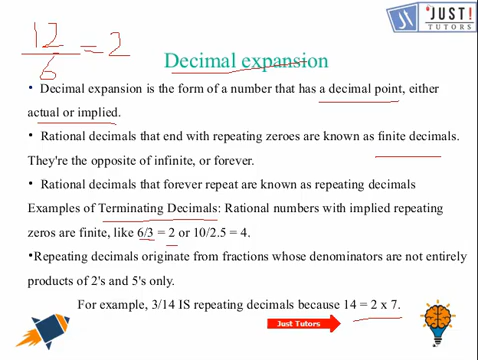 'JUST!
TUTORS
12/6 = 2
Decimal expansion
• Decimal expansion is the form of a number that has a decimal point, either
actual or implied.
• Rational decimals that end with repeating zeroes are known as finite decimals.
They're the opposite of infinite, or forever.
• Rational decimals that forever repeat are known as repeating decimals
Examples of Terminating Decimals: Rational numbers with implied repeating
zeros are finite, like 6/3 = 2 or 10/2.5 = 4.
•Repeating decimals originate from fractions whose denominators are not entirely
products of 2's and 5's only.
For example, 3/14 IS repeating decimals because 14 = 2 x 7.
Just Tutors